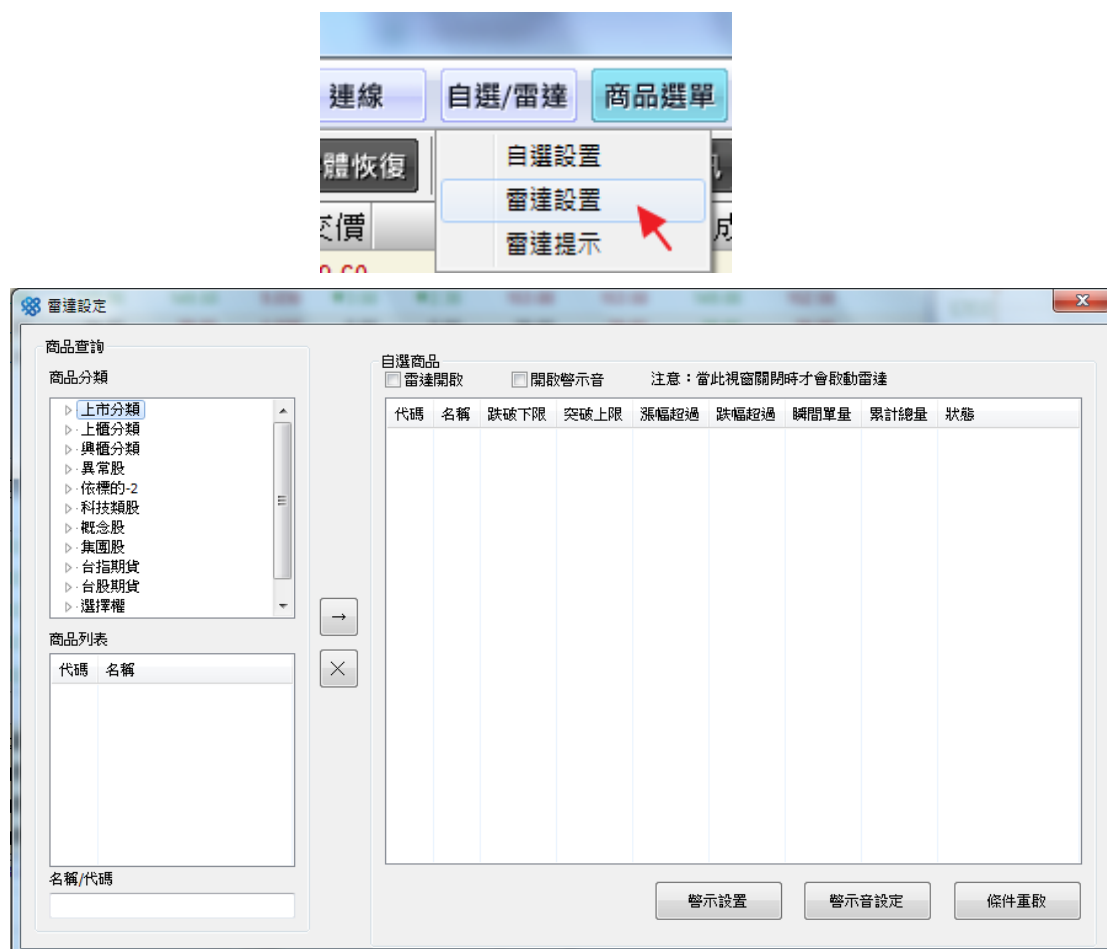 連線 自選/雷達 商品選單
體恢復 自選設置
雷達設置
交價 雷達提示 成
雷達設定
商品查詢
商品分類
上市分類
上櫃分類
興櫃分類
異常股
依標的-2
科技類股
概念股
集團股
台指期貨
台股期貨
選擇權
商品列表
代碼 名稱
名稱/代碼
→
×
自選商品
雷達開啟 開啟警示音 注意：當此視窗關閉時才會啟動雷達
代碼 名稱 跌破下限 突破上限 漲幅超過 跌幅超過 瞬間單量 累計總量 狀態
警示設置 警示音設定 條件重啟